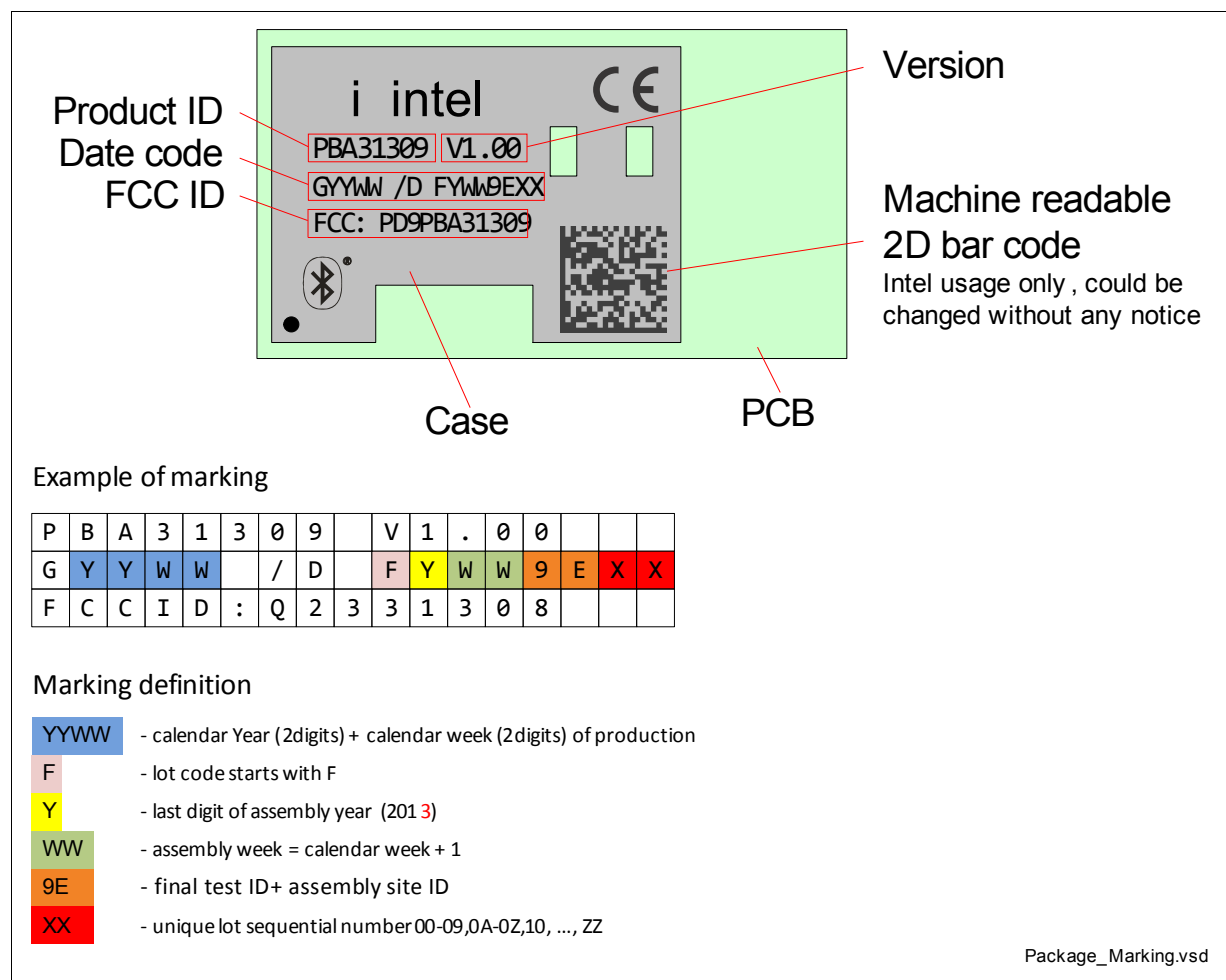 Product ID
Date code
FCC ID
i intel
CE
PBA31309 V1.00
GYYWW /D FYWW9EXX
FCC: PD9PBA31309
®
Version
Machine readable
2D bar code
Intel usage only , could be
changed without any notice
Case
PCB
Example of marking
P B A 3 1 3 0 9 V 1 . 0 0
G Y Y W W / D F Y W W 9 E X X
F C C I D : Q 2 3 3 1 3 0 8
Marking definition
YYWW - calendar Year (2digits) + calendar week (2digits) of production
F - lot code starts with F
Y - last digit of assembly year (2013)
WW - assembly week = calendar week + 1
9E - final test ID+ assembly site ID
XX - unique lot sequential number 00-09,0A-0Z,10, ..., ZZ
Package_Marking.vsd